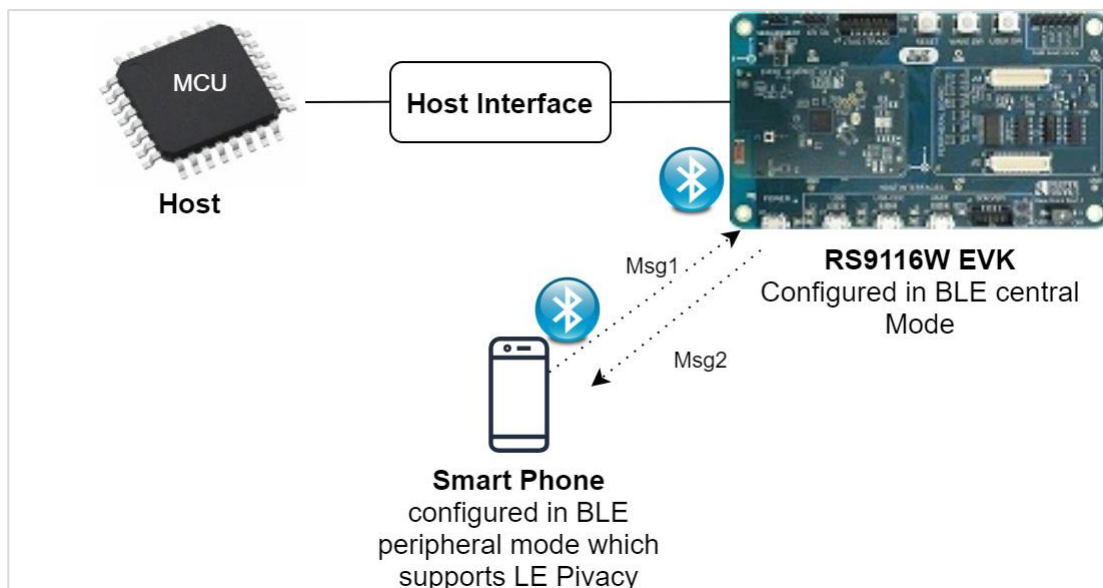 MCU
Host Interface
Host
RESET
Msg1
Msg2
RS9116W EVK
Configured in BLE central
Mode
Smart Phone
configured in BLE
peripheral mode which
supports LE Pivacy